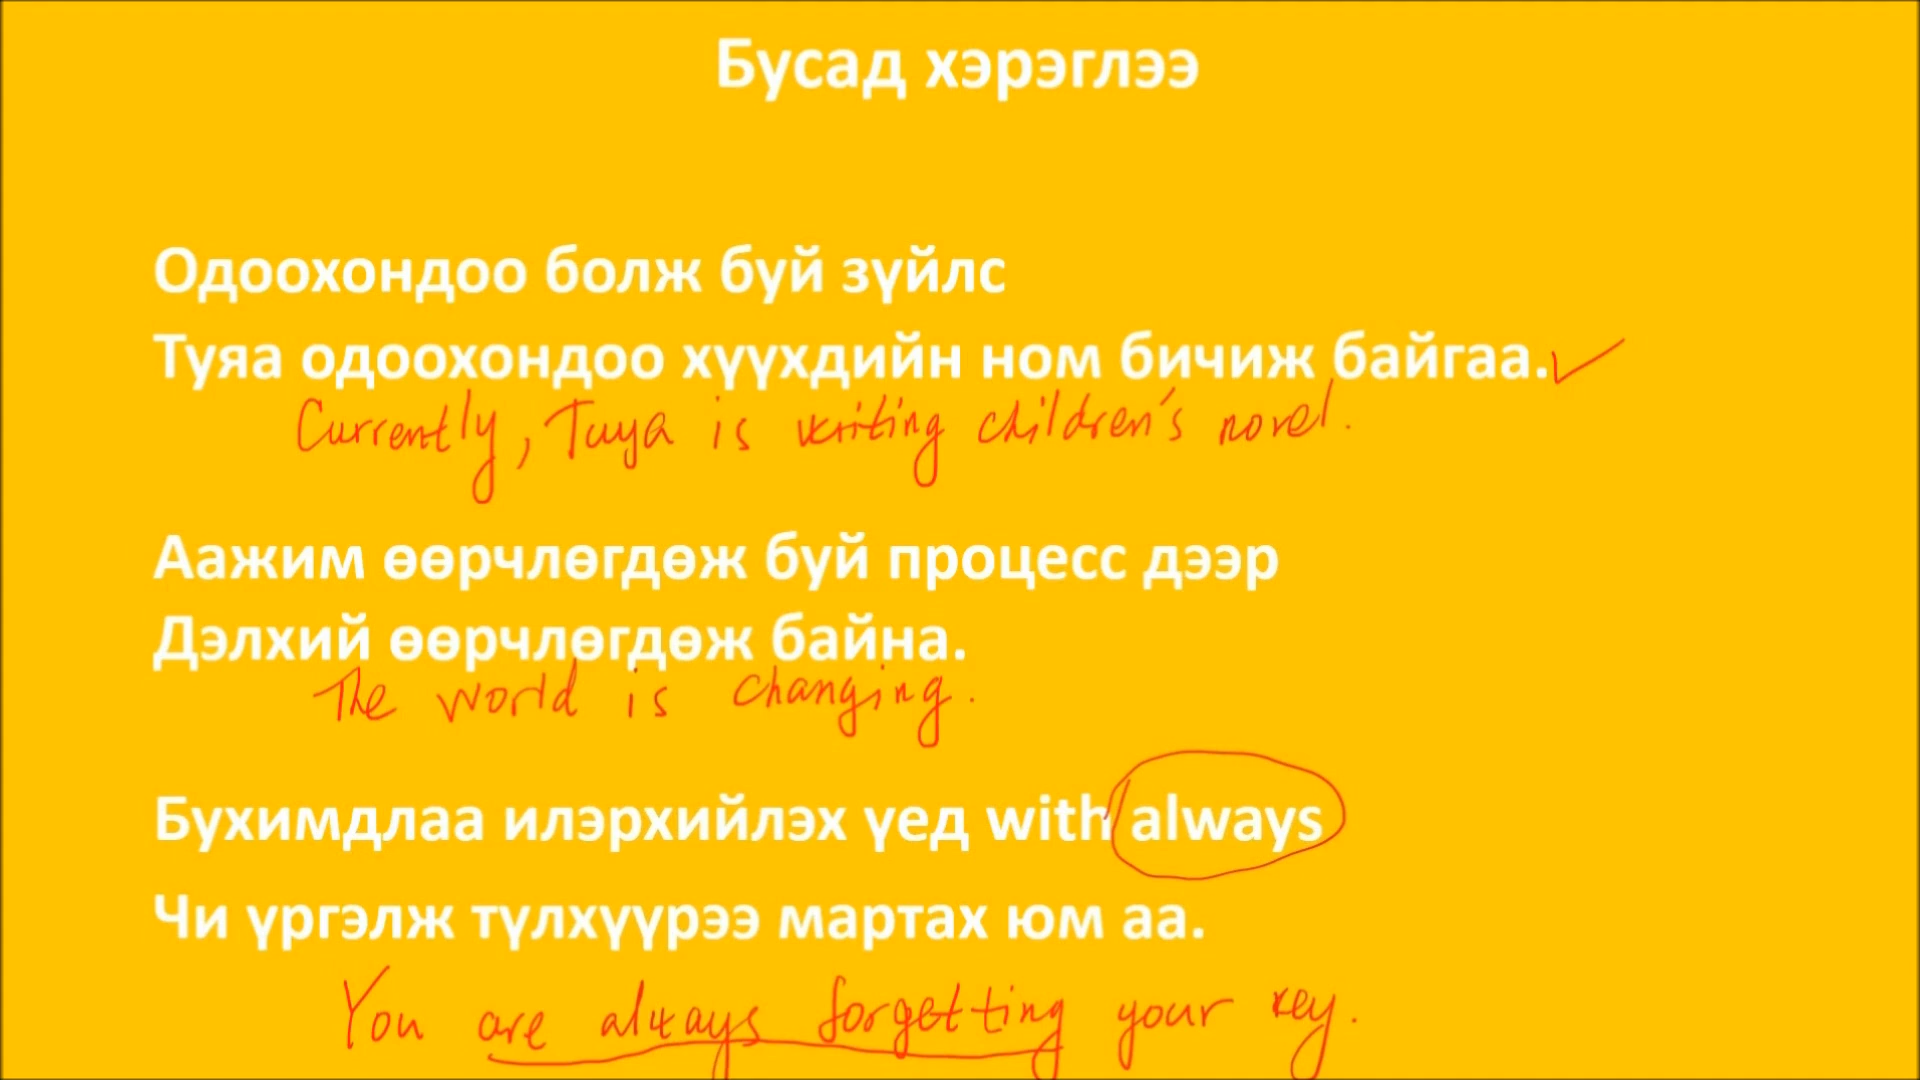 Бусад хэрэглээ
Одоохондоо болж буй зүйлс
Туяа одоохондоо хүүхдийн ном бичиж байгаа.
Currently, Tuya is writing children's novel.
Аажим өөрчлөгдөж буй процесс дээр
Дэлхий өөрчлөгдөж байна.
The world is changing.
Бухимдлаа илэрхийлэх үед with always
Чи үргэлж түлхүүрээ мартах юм аа.
You are always forgetting your key.